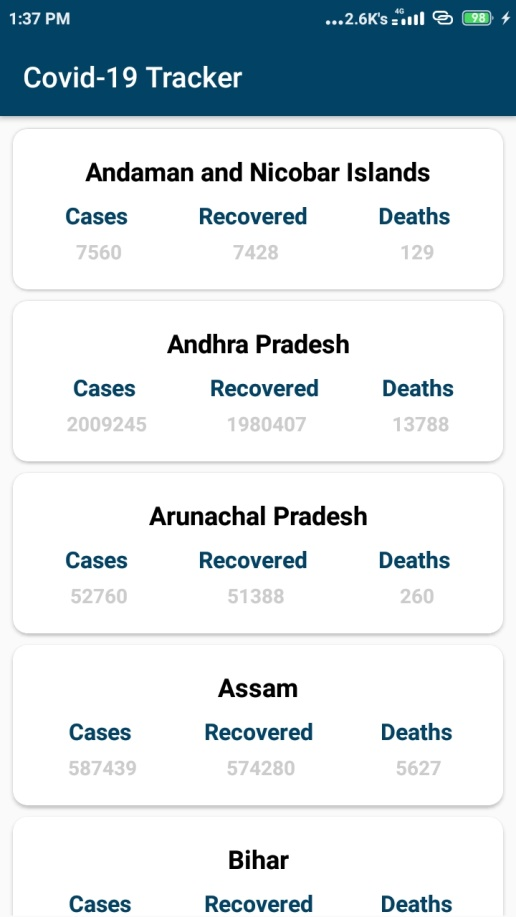 1:37 PM ...2.6K's 4G 98
Covid-19 Tracker
Andaman and Nicobar Islands
Cases Recovered Deaths
7560 7428 129
Andhra Pradesh
Cases Recovered Deaths
2009245 1980407 13788
Arunachal Pradesh
Cases Recovered Deaths
52760 51388 260
Assam
Cases Recovered Deaths
587439 574280 5627
Bihar
Cases Recovered Deaths